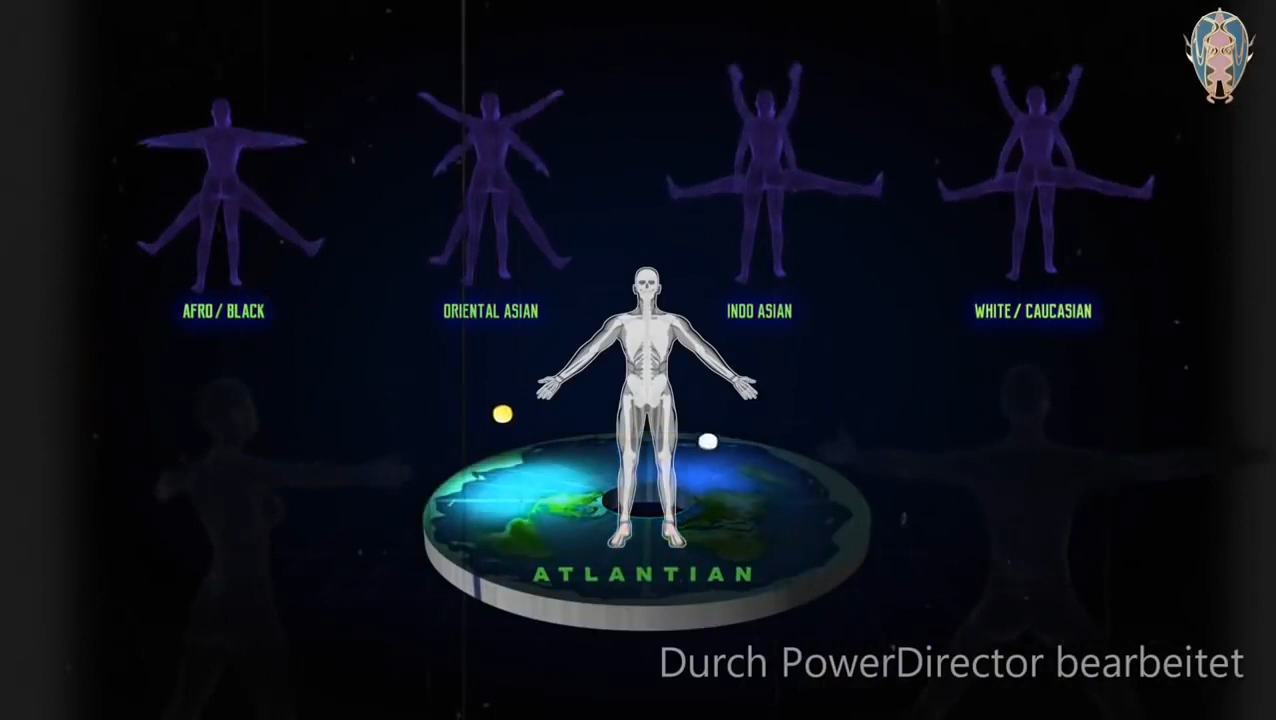 AFRO / BLACK
ORIENTAL ASIAN
INDO ASIAN
WHITE / CAUCASIAN
ATLANTIAN
Durch PowerDirector bearbeitet